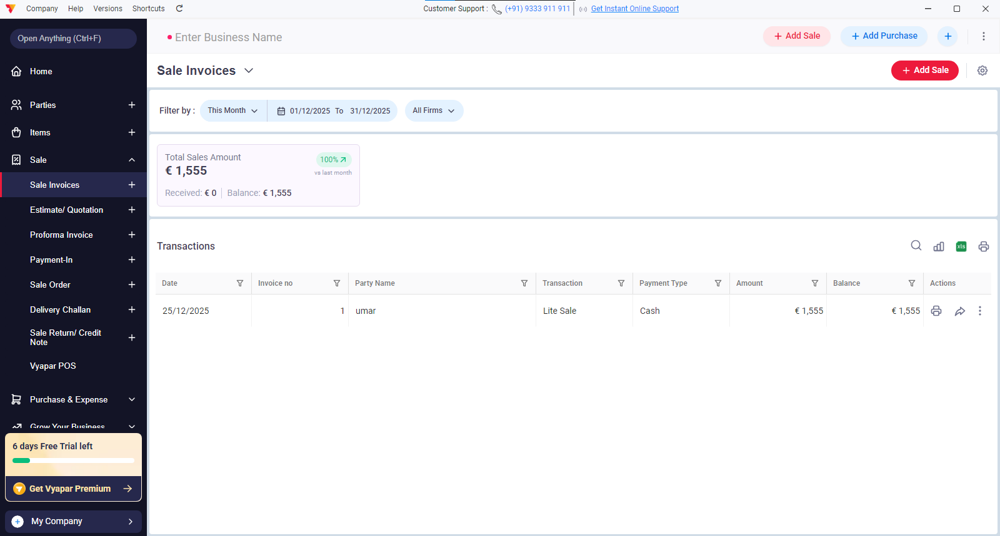 Company Help Versions Shortcuts
Customer Support : (+91) 9333 911 911 Get Instant Online Support
Open Anything (Ctrl+F)
Home
Parties
Items
Sale
Sale Invoices
Estimate/ Quotation
Proforma Invoice
Payment-In
Sale Order
Delivery Challan
Sale Return/ Credit
Note
Vyapar POS
Purchase & Expense
Grow Your Business
6 days Free Trial left
Get Vyapar Premium
My Company
Enter Business Name
Add Sale Add Purchase
Sale Invoices
Add Sale
Filter by : This Month 01/12/2025 To 31/12/2025 All Firms
Total Sales Amount 100%
€ 1,555 vs last month
Received: € 0 Balance: € 1,555
Transactions
xls
Date Invoice no Party Name Transaction Payment Type Amount Balance Actions
25/12/2025 1 umar Lite Sale Cash € 1,555 € 1,555